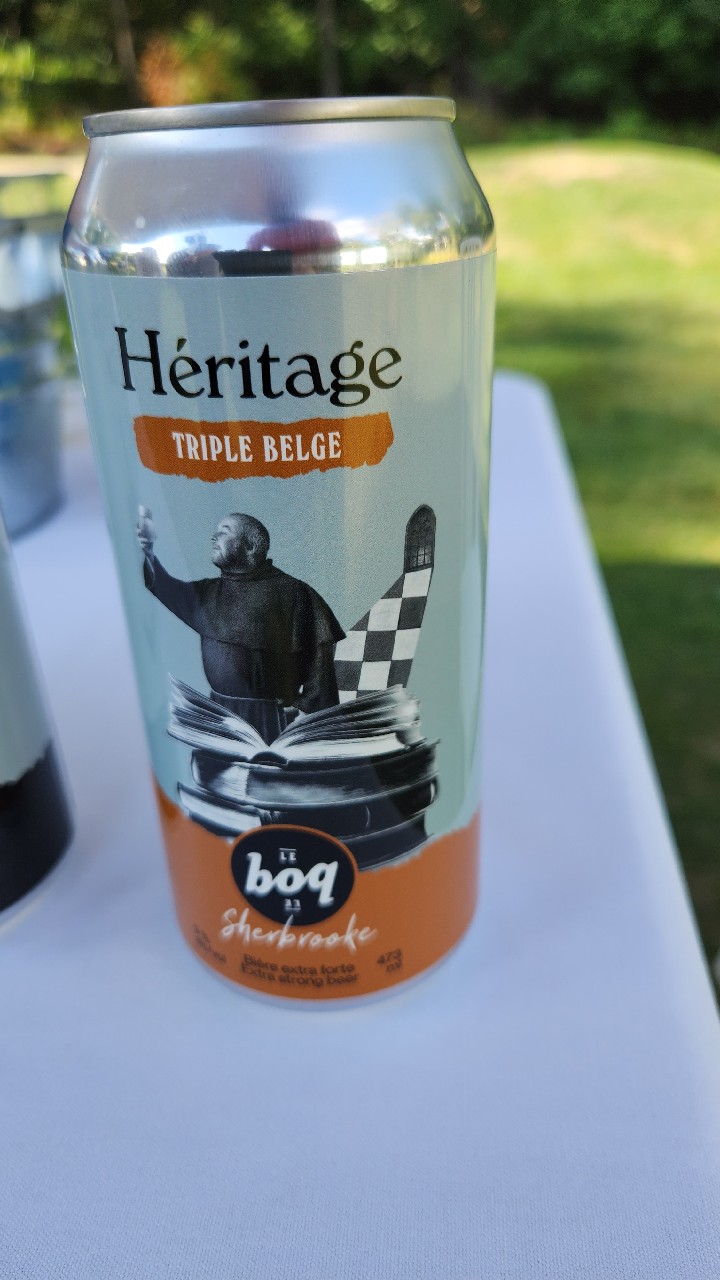 Héritage
TRIPLE BELGE
LE
boq
Sherbrooke
Bière extra forte
Extra strong beer
473
ml